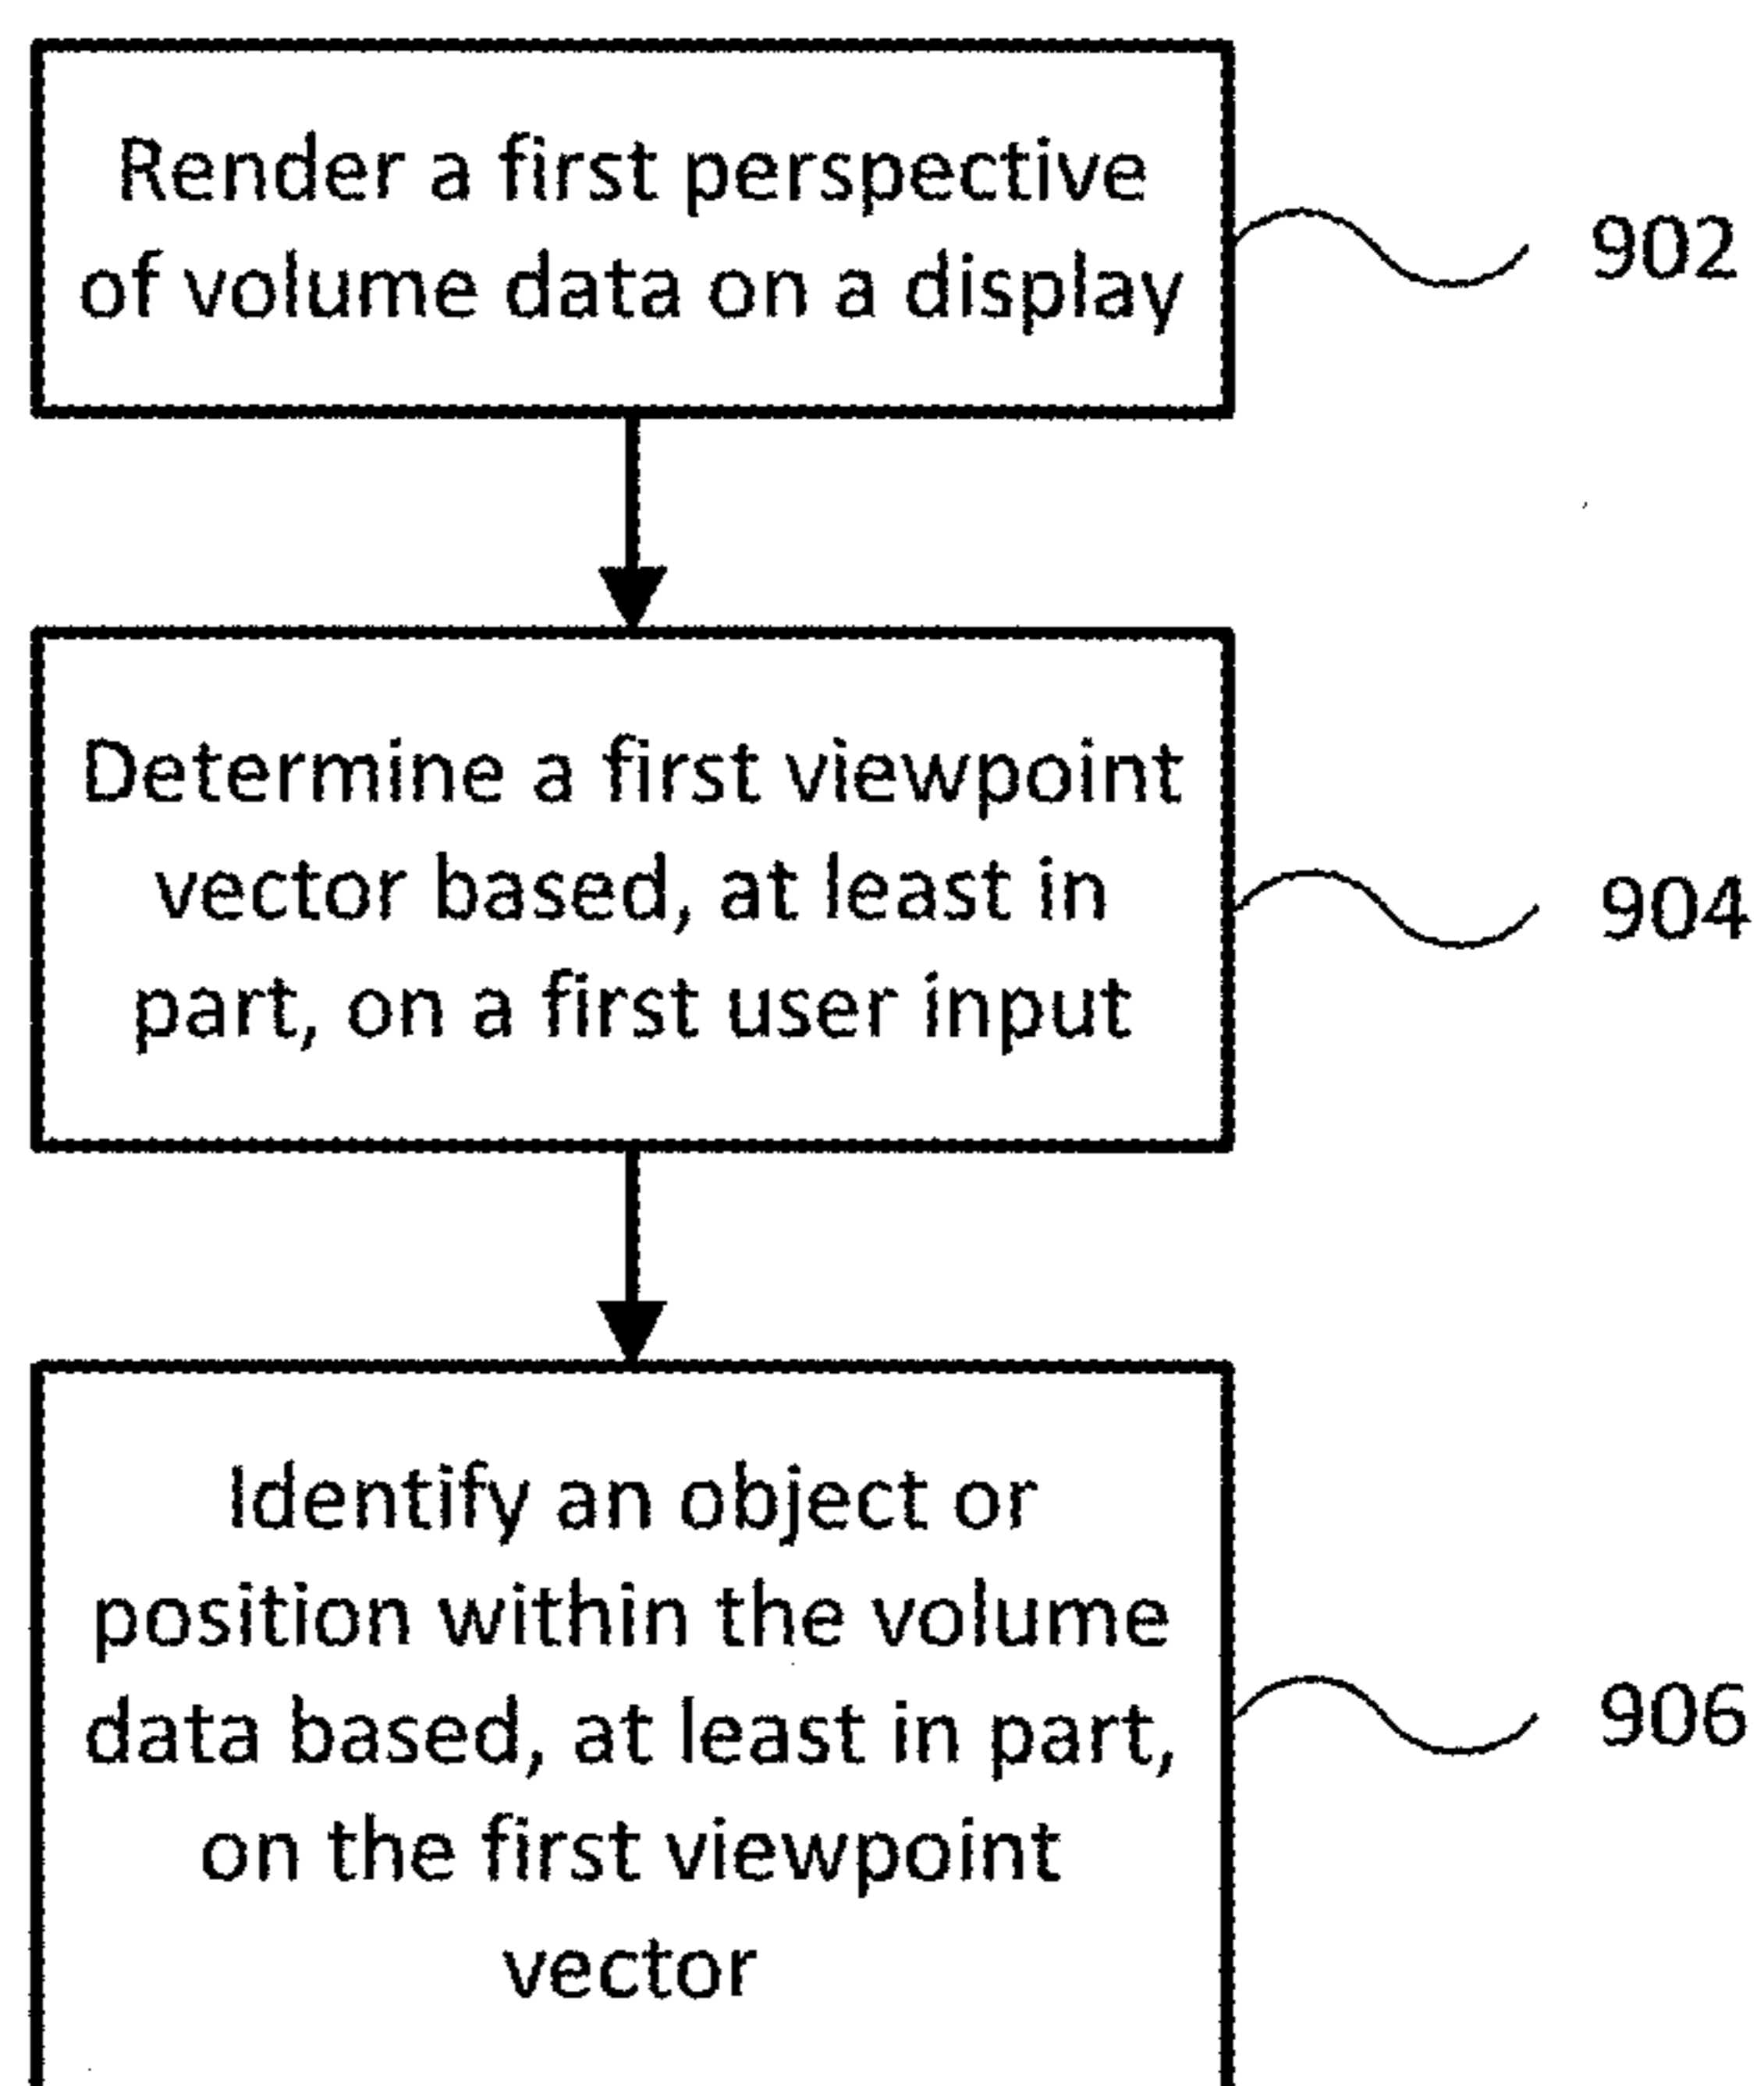 Render a first perspective
of volume data on a display
902
Determine a first viewpoint
vector based, at least in
part, on a first user input
904
Identify an object or
position within the volume
data based, at least in part,
on the first viewpoint
vector
906